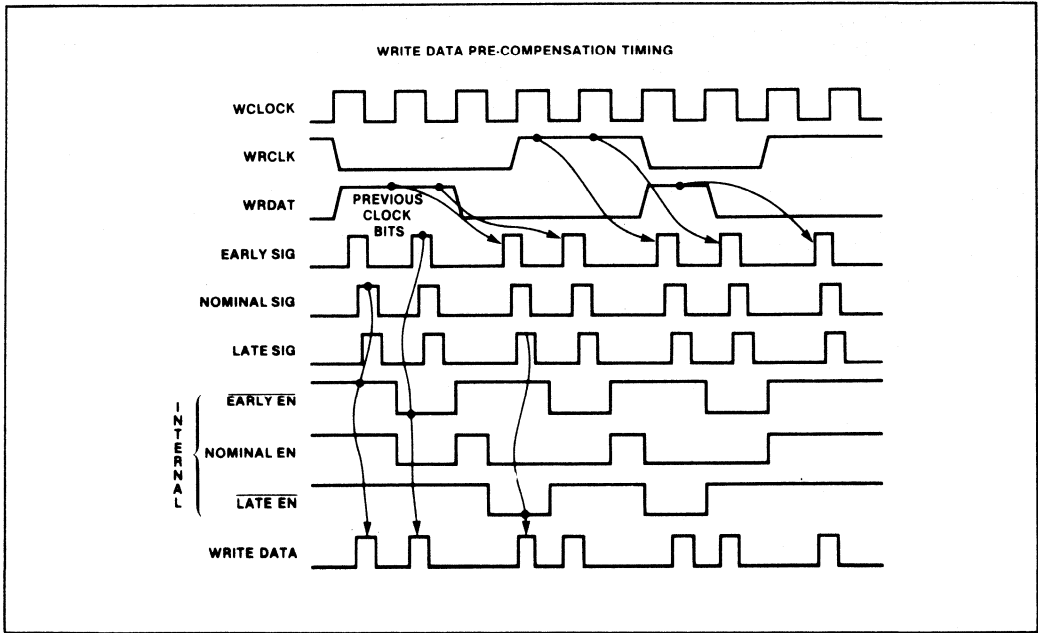 WRITE DATA PRE-COMPENSATION TIMING
WCLOCK
WRCLK
WRDAT
PREVIOUS
CLOCK
BITS
EARLY SIG
NOMINAL SIG
LATE SIG
INTERNAL
EARLY EN
NOMINAL EN
LATE EN
WRITE DATA